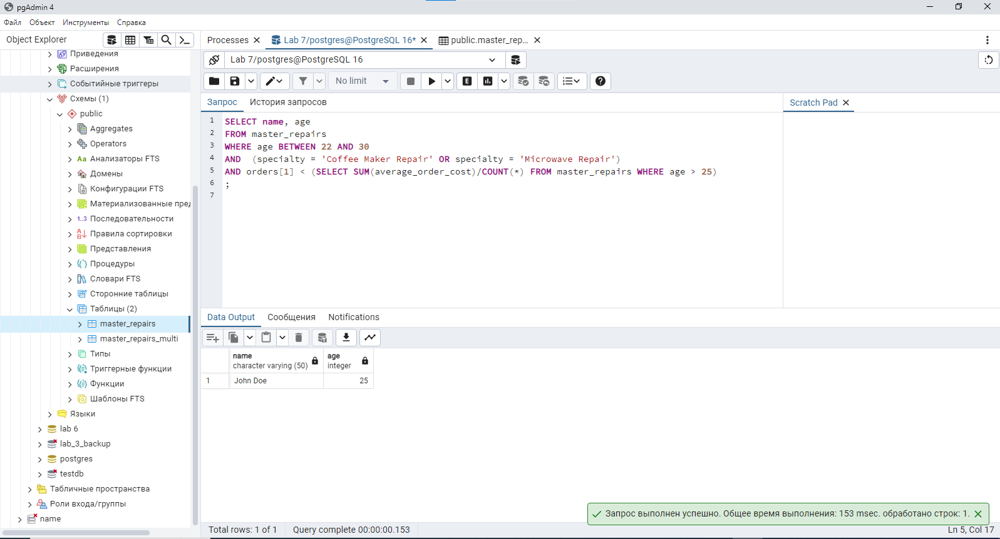 pgAdmin 4
Файл Объект Инструменты Справка
Object Explorer
Приведения
Расширения
Событийные триггеры
Схемы (1)
public
Aggregates
Operators
Aa Анализаторы FTS
Домены
Конфигурации FTS
Материализованные пред
1..3 Последовательности
Правила сортировки
Представления
Процедуры
Словари FTS
Сторонние таблицы
Таблицы (2)
master_repairs
master_repairs_multi
Типы
Триггерные функции
Функции
Шаблоны FTS
Языки
lab 6
lab_3_backup
postgres
testdb
Табличные пространства
Роли входа/группы
name
Processes Lab 7/postgres@PostgreSQL 16* public.master_rep...
Lab 7/postgres@PostgreSQL 16
No limit E
Запрос История запросов
Scratch Pad
1 SELECT name, age
2 FROM master_repairs
3 WHERE age BETWEEN 22 AND 30
4 AND  (specialty = 'Coffee Maker Repair' OR specialty = 'Microwave Repair')
5 AND orders[1] < (SELECT SUM(average_order_cost)/COUNT(*) FROM master_repairs WHERE age > 25)
6 ;
7
Data Output Сообщения Notifications
name age
character varying (50) integer
1 John Doe 25
Запрос выполнен успешно. Общее время выполнения: 153 msec. обработано строк: 1.
Total rows: 1 of 1 Query complete 00:00:00.153 Ln 5, Col 17